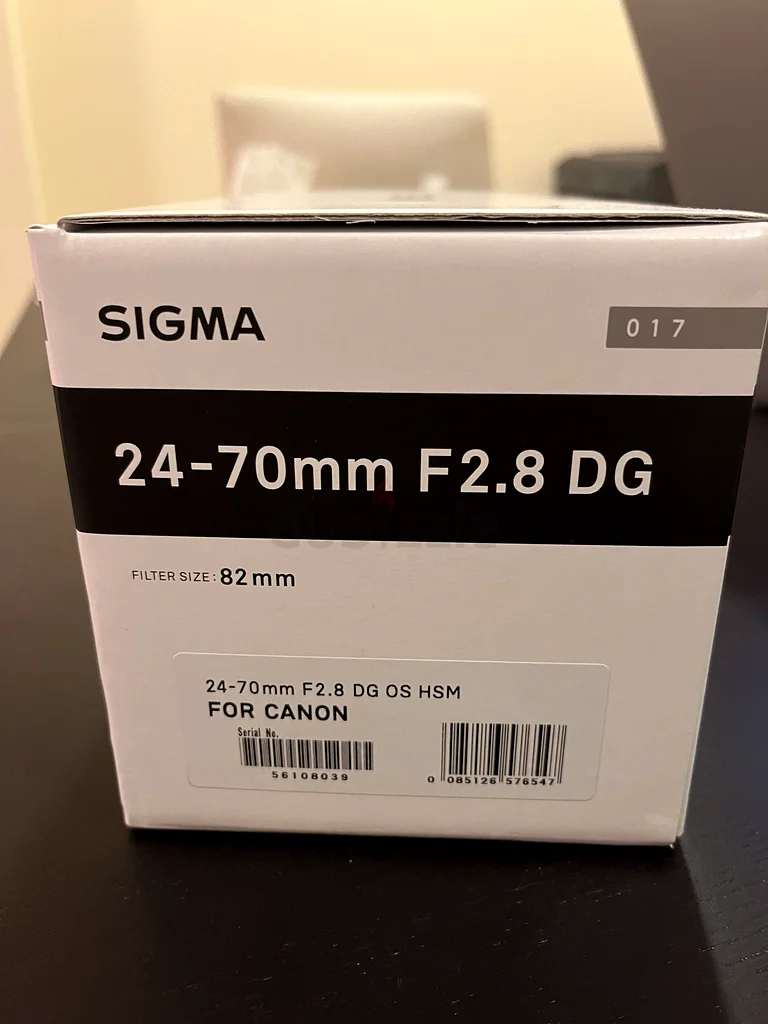 SIGMA
017
24-70mm F2.8 DG
dubizzle
FILTER SIZE: 82mm
24-70mm F2.8 DG OS HSM
FOR CANON
Serial No.
56108039
0 085126 576547